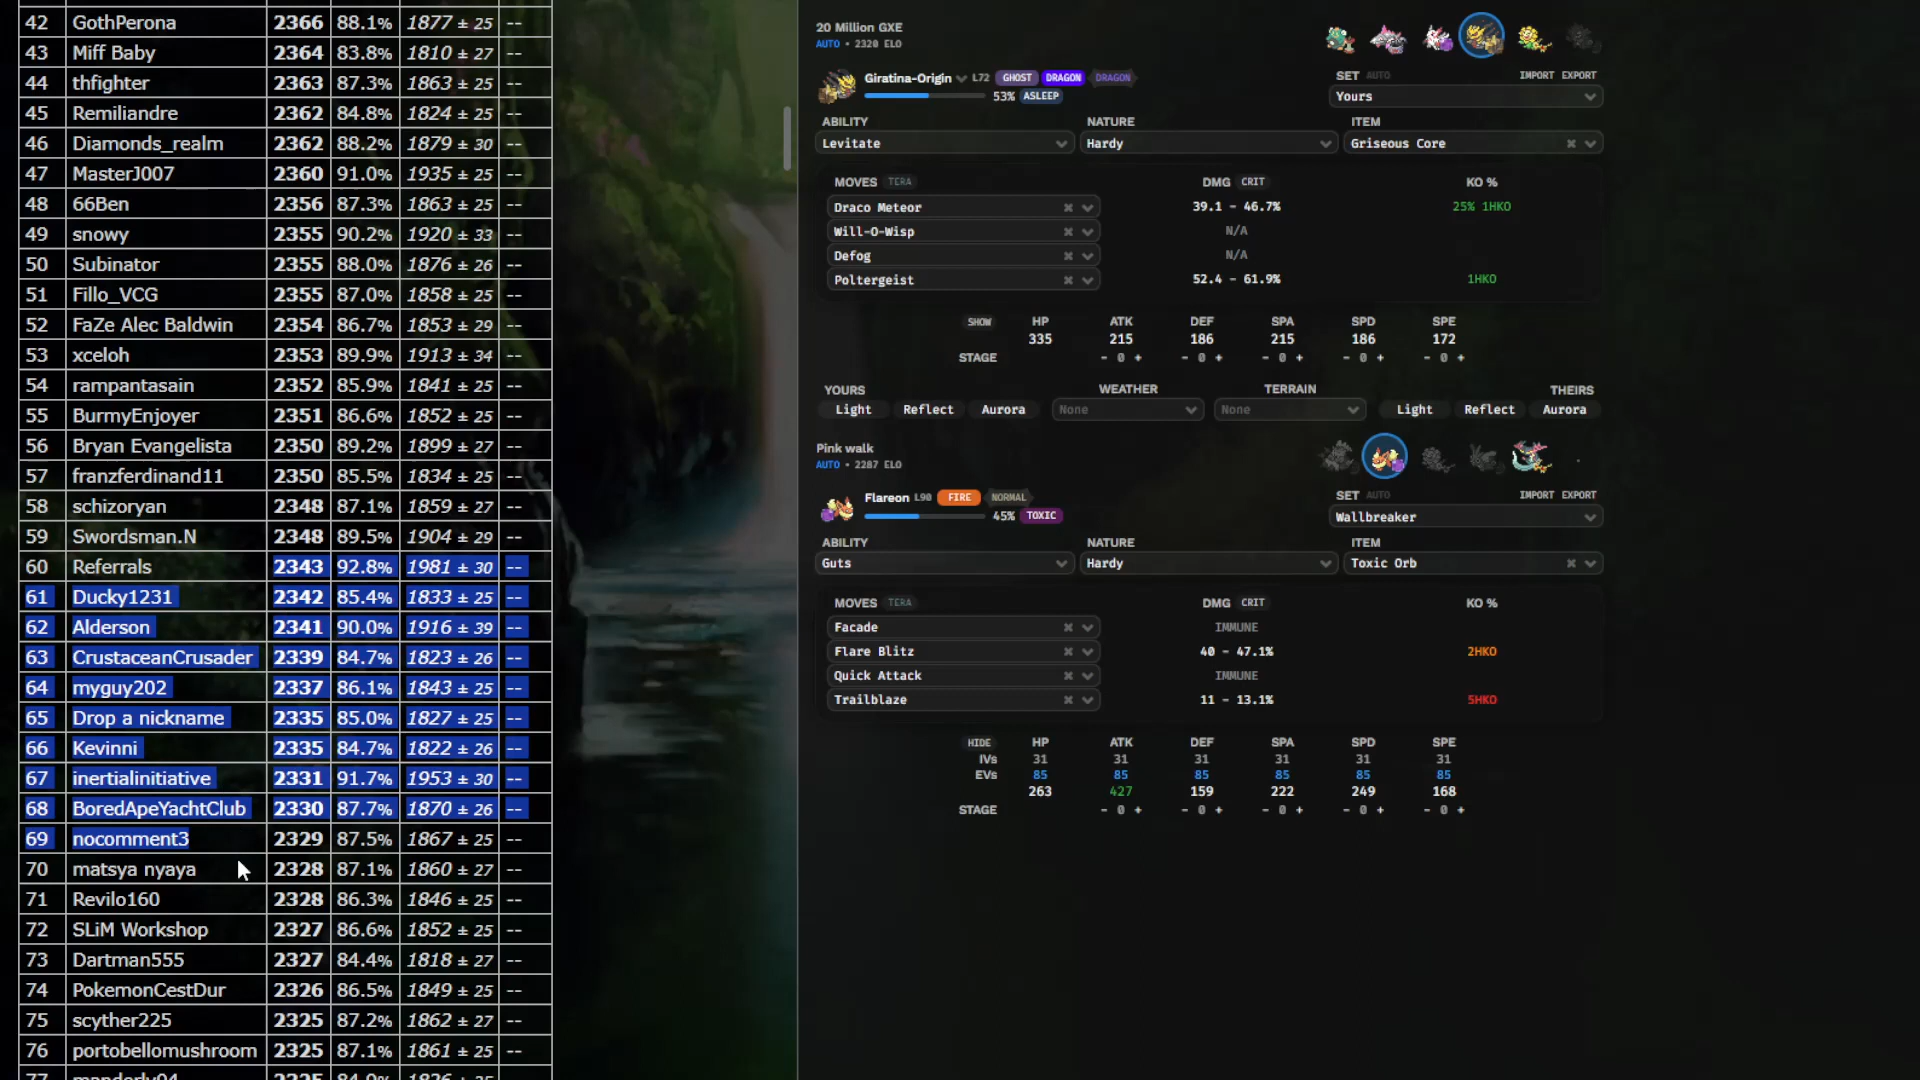 42 GothPerona 2366 88.1% 1877 ± 25 --
43 Miff Baby 2364 83.8% 1810 ± 27 --
44 thfighter 2363 87.3% 1863 ± 25 --
45 Remiliandre 2362 84.8% 1824 ± 25 --
46 Diamonds_realm 2362 88.2% 1879 ± 30 --
47 MasterJ007 2360 91.0% 1935 ± 25 --
48 66Ben 2356 87.3% 1863 ± 25 --
49 snowy 2355 90.2% 1920 ± 33 --
50 Subinator 2355 88.0% 1876 ± 26 --
51 Fillo_VCG 2355 87.0% 1858 ± 25 --
52 FaZe Alec Baldwin 2354 86.7% 1853 ± 29 --
53 xceloh 2353 89.9% 1913 ± 34 --
54 rampantasain 2352 85.9% 1841 ± 25 --
55 BurmyEnjoyer 2351 86.6% 1852 ± 25 --
56 Bryan Evangelista 2350 89.2% 1899 ± 27 --
57 franzferdinand11 2350 85.5% 1834 ± 25 --
58 schizoryan 2348 87.1% 1859 ± 27 --
59 Swordsman.N 2348 89.5% 1904 ± 29 --
60 Referrals 2343 92.8% 1981 ± 30 --
61 Ducky1231 2342 85.4% 1833 ± 25 --
62 Alderson 2341 90.0% 1916 ± 39 --
63 CrustaceanCrusader 2339 84.7% 1823 ± 26 --
64 myguy202 2337 86.1% 1843 ± 25 --
65 Drop a nickname 2335 85.0% 1827 ± 25 --
66 Kevinni 2335 84.7% 1822 ± 26 --
67 inertialinitiative 2331 91.7% 1953 ± 30 --
68 BoredApeYachtClub 2330 87.7% 1870 ± 26 --
69 nocomment3 2329 87.5% 1867 ± 25 --
70 matsya nyaya 2328 87.1% 1860 ± 27 --
71 Revilo160 2328 86.3% 1846 ± 25 --
72 SLiM Workshop 2327 86.6% 1852 ± 25 --
73 Dartman555 2327 84.4% 1818 ± 27 --
74 PokemonCestDur 2326 86.5% 1849 ± 25 --
75 scyther225 2325 87.2% 1862 ± 27 --
76 portobellomushroom 2325 87.1% 1861 ± 25 --
20 Million GXE
AUTO • 2320 ELO
Giratina-Origin L72 GHOST DRAGON DRAGON
53% ASLEEP
SET AUTO IMPORT EXPORT
Yours
ABILITY NATURE ITEM
Levitate Hardy Griseous Core
MOVES TERA DMG CRIT KO %
Draco Meteor 39.1 - 46.7% 25% 1HKO
Will-O-Wisp N/A
Defog N/A
Poltergeist 52.4 - 61.9% 1HKO
SHOW HP ATK DEF SPA SPD SPE
335 215 186 215 186 172
STAGE - 0 + - 0 + - 0 + - 0 + - 0 +
YOURS WEATHER TERRAIN THEIRS
Light Reflect Aurora None None Light Reflect Aurora
Pink walk
AUTO • 2287 ELO
Flareon L90 FIRE NORMAL
45% TOXIC
SET AUTO IMPORT EXPORT
Wallbreaker
ABILITY NATURE ITEM
Guts Hardy Toxic Orb
MOVES TERA DMG CRIT KO %
Facade IMMUNE
Flare Blitz 40 - 47.1% 2HKO
Quick Attack IMMUNE
Trailblaze 11 - 13.1% 5HKO
HIDE HP ATK DEF SPA SPD SPE
IVs 31 31 31 31 31 31
EVs 85 85 85 85 85 85
263 427 159 222 249 168
STAGE - 0 + - 0 + - 0 + - 0 + - 0 +